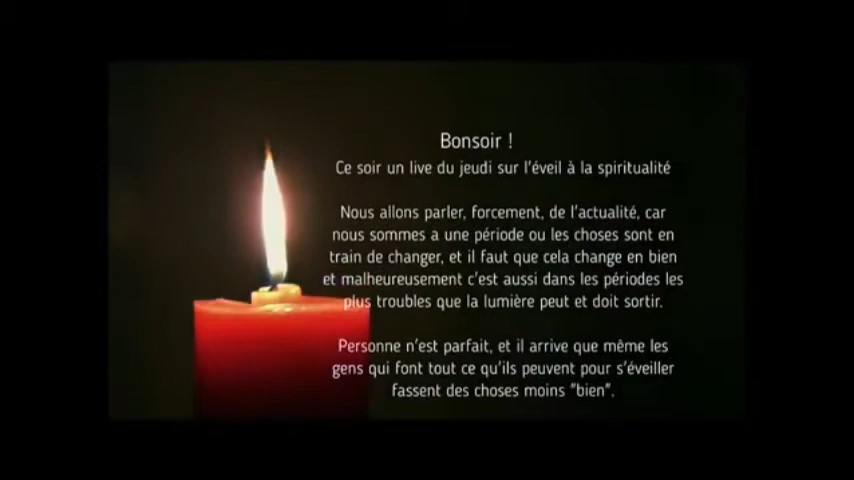 Bonsoir !
Ce soir un live du jeudi sur l'éveil à la spiritualité
Nous allons parler, forcement, de l'actualité, car
nous sommes a une période ou les choses sont en
train de changer, et il faut que cela change en bien
et malheureusement c'est aussi dans les périodes les
plus troubles que la lumière peut et doit sortir.
Personne n'est parfait, et il arrive que même les
gens qui font tout ce qu'ils peuvent pour s'éveiller
fassent des choses moins "bien".